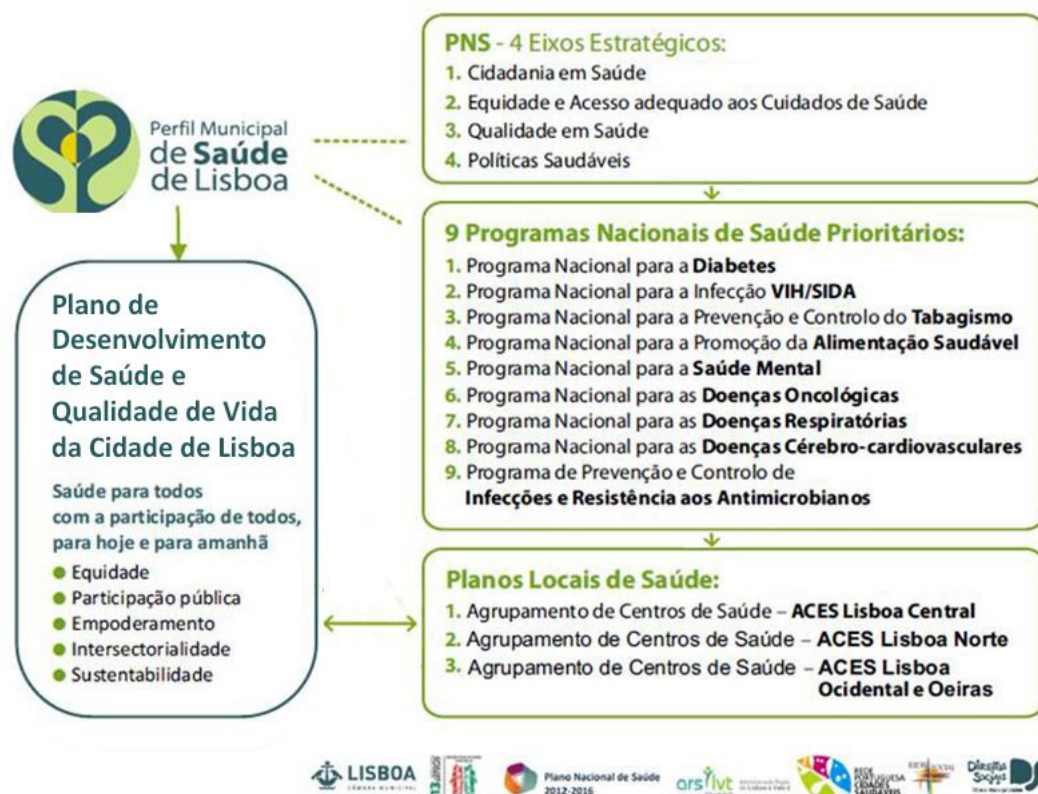 Perfil Municipal
de Saúde
de Lisboa
Plano de
Desenvolvimento
de Saúde e
Qualidade de Vida
da Cidade de Lisboa
Saúde para todos
com a participação de todos,
para hoje e para amanhã
● Equidade
● Participação pública
● Empoderamento
● Intersectorialidade
● Sustentabilidade
PNS - 4 Eixos Estratégicos:
1. Cidadania em Saúde
2. Equidade e Acesso adequado aos Cuidados de Saúde
3. Qualidade em Saúde
4. Políticas Saudáveis
9 Programas Nacionais de Saúde Prioritários:
1. Programa Nacional para a Diabetes
2. Programa Nacional para a Infecção VIH/SIDA
3. Programa Nacional para a Prevenção e Controlo do Tabagismo
4. Programa Nacional para a Promoção da Alimentação Saudável
5. Programa Nacional para a Saúde Mental
6. Programa Nacional para as Doenças Oncológicas
7. Programa Nacional para as Doenças Respiratórias
8. Programa Nacional para as Doenças Cérebro-cardiovasculares
9. Programa de Prevenção e Controlo de
Infecções e Resistência aos Antimicrobianos
Planos Locais de Saúde:
1. Agrupamento de Centros de Saúde – ACES Lisboa Central
2. Agrupamento de Centros de Saúde – ACES Lisboa Norte
3. Agrupamento de Centros de Saúde – ACES Lisboa
Ocidental e Oeiras
LISBOA
CÂMARA MUNICIPAL
Plano Nacional de Saúde
2012-2016
ars lvt
REDE
PORTUGUESA
CIDADES
SAUDÁVEIS
REDE SOCIAL
Direitos
Sociais